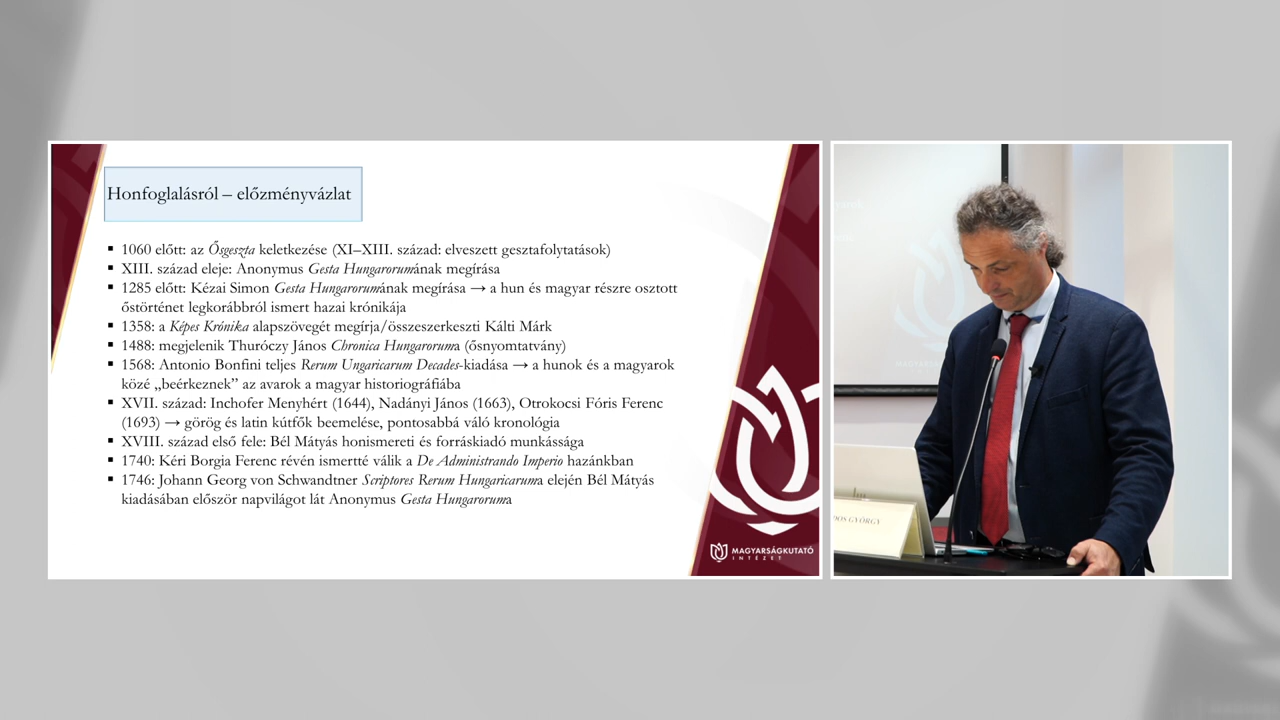 Honfoglalásról – előzményvázlat
▪ 1060 előtt: az Ősgeszta keletkezése (XI–XIII. század: elveszett gesztafolytatások)
▪ XIII. század eleje: Anonymus Gesta Hungarorumának megírása
▪ 1285 előtt: Kézai Simon Gesta Hungarorumának megírása → a hun és magyar részre osztott
őstörténet legkorábbról ismert hazai krónikája
▪ 1358: a Képes Krónika alapszövegét megírja/összeszerkeszti Kálti Márk
▪ 1488: megjelenik Thuróczy János Chronica Hungaroruma (ősnyomtatvány)
▪ 1568: Antonio Bonfini teljes Rerum Ungaricarum Decades-kiadása → a hunok és a magyarok
közé „beérkeznek” az avarok a magyar historiográfiába
▪ XVII. század: Inchofer Menyhért (1644), Nadányi János (1663), Otrokocsi Fóris Ferenc
(1693) → görög és latin kútfők beemelése, pontosabbá váló kronológia
▪ XVIII. század első fele: Bél Mátyás honismereti és forráskiadó munkássága
▪ 1740: Kéri Borgia Ferenc révén ismertté válik a De Administrando Imperio hazánkban
▪ 1746: Johann Georg von Schwandtner Scriptores Rerum Hungaricaruma elején Bél Mátyás
kiadásában először napvilágot lát Anonymus Gesta Hungaroruma
MAGYARSÁGKUTATÓ
INTÉZET
GYÖRGY